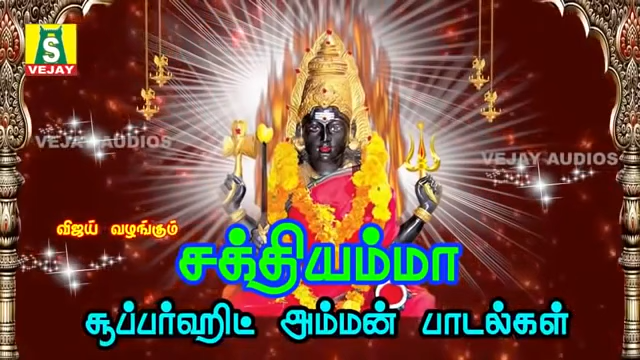 S
VEJAY
VEJAY AUDIOS
VEJAY AUDIOS
விஜய் வழங்கும்
சக்தியம்மா
சூப்பர்ஹிட் அம்மன் பாடல்கள்